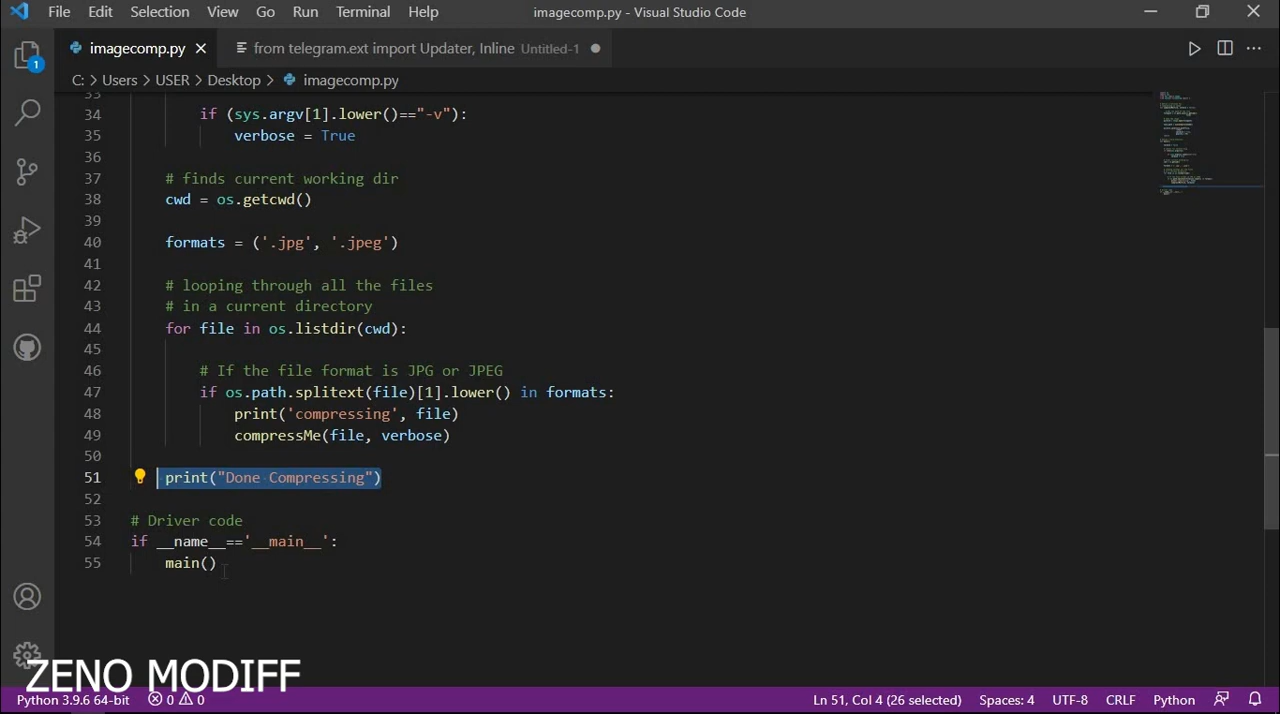 File Edit Selection View Go Run Terminal Help imagecomp.py - Visual Studio Code
imagecomp.py from telegram.ext import Updater, Inline Untitled-1
C: > Users > USER > Desktop > imagecomp.py
33
34 if (sys.argv[1].lower()=="-v"):
35 verbose = True
36
37 # finds current working dir
38 cwd = os.getcwd()
39
40 formats = ('.jpg', '.jpeg')
41
42 # looping through all the files
43 # in a current directory
44 for file in os.listdir(cwd):
45
46 # If the file format is JPG or JPEG
47 if os.path.splitext(file)[1].lower() in formats:
48 print('compressing', file)
49 compressMe(file, verbose)
50
51 print("Done Compressing")
52
53 # Driver code
54 if __name__=='__main__':
55 main()
1
ZENO MODIFF
Python 3.9.6 64-bit 0 0 Ln 51, Col 4 (26 selected) Spaces: 4 UTF-8 CRLF Python